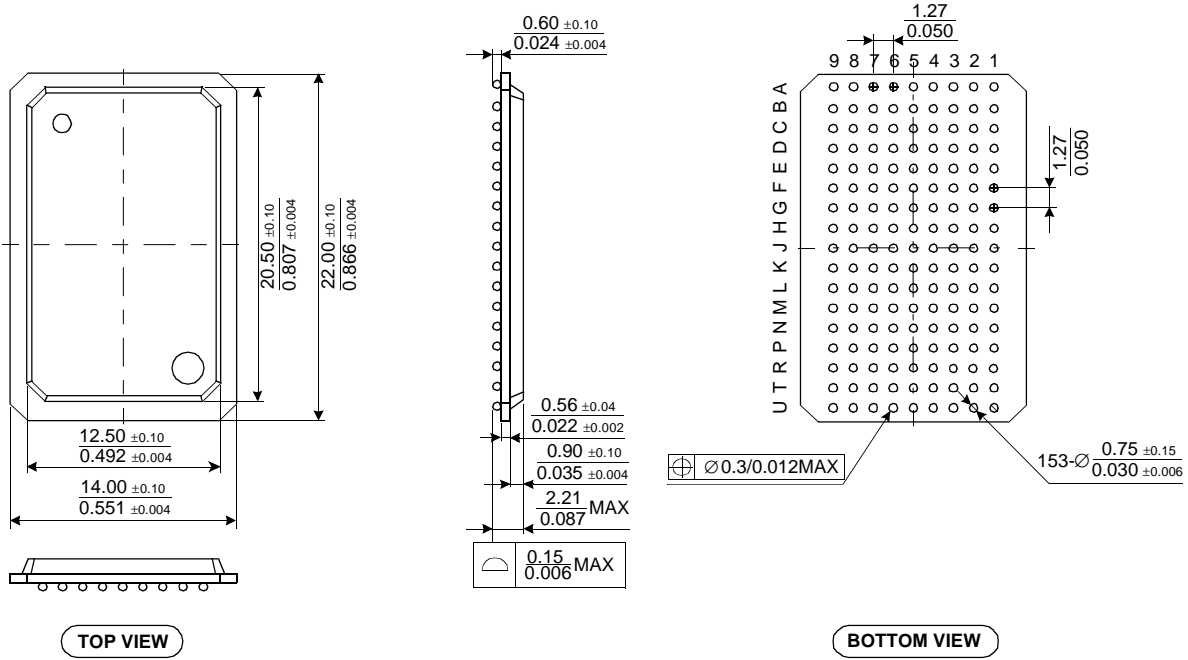 0.60 ±0.10
0.024 ±0.004
1.27
0.050
9 8 7 6 5 4 3 2 1
A
B
C
D
E
F
G
H
J
K
L
M
N
P
R
T
U
1.27
0.050
20.50 ±0.10
0.807 ±0.004
22.00 ±0.10
0.866 ±0.004
12.50 ±0.10
0.492 ±0.004
14.00 ±0.10
0.551 ±0.004
0.56 ±0.04
0.022 ±0.002
0.90 ±0.10
0.035 ±0.004
2.21
0.087 MAX
0.15
0.006 MAX
Ø0.3/0.012MAX
153-Ø 0.75 ±0.15
0.030 ±0.006
TOP VIEW
BOTTOM VIEW